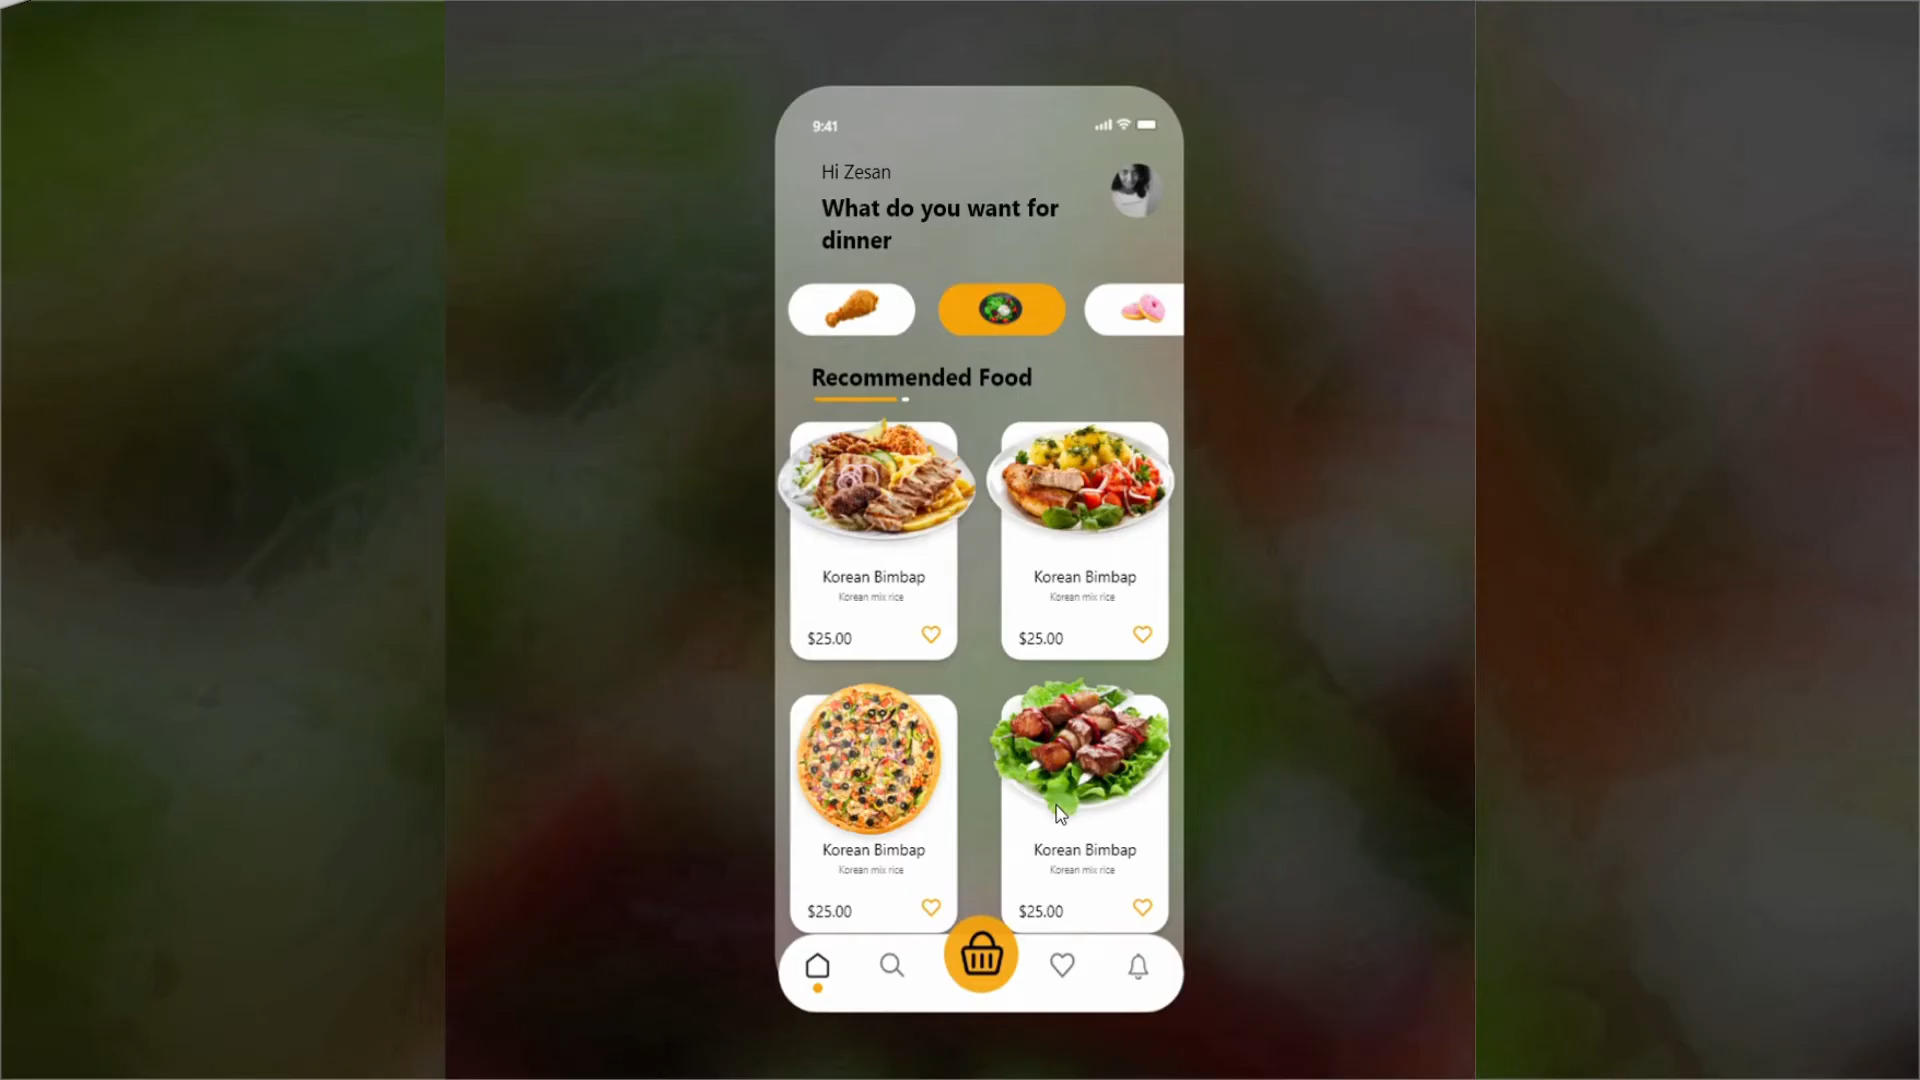 9:41
Hi Zesan
What do you want for
dinner
Recommended Food
Korean Bimbap
Korean mix rice
$25.00
Korean Bimbap
Korean mix rice
$25.00
Korean Bimbap
Korean mix rice
$25.00
Korean Bimbap
Korean mix rice
$25.00